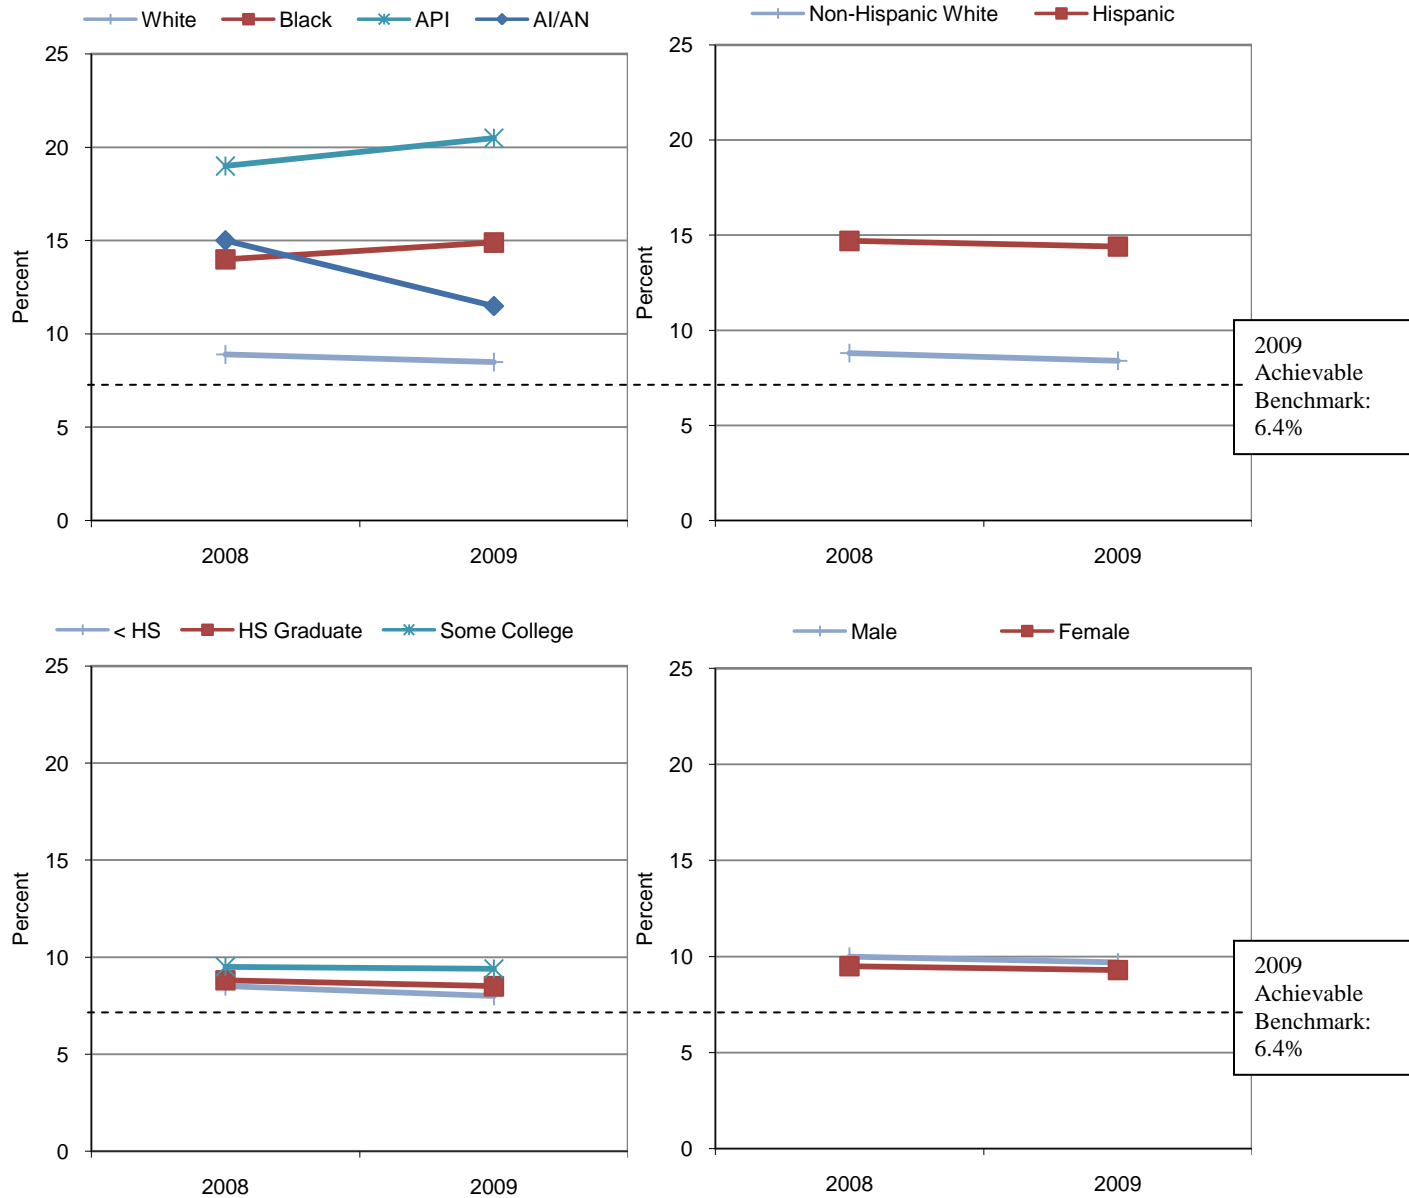 White Black API AI/AN
25
20
15
10
5
0
Percent
2008 2009
Non-Hispanic White Hispanic
25
20
15
10
5
0
Percent
2008 2009
2009
Achievable
Benchmark:
6.4%
< HS HS Graduate Some College
25
20
15
10
5
0
Percent
2008 2009
Male Female
25
20
15
10
5
0
Percent
2008 2009
2009
Achievable
Benchmark:
6.4%